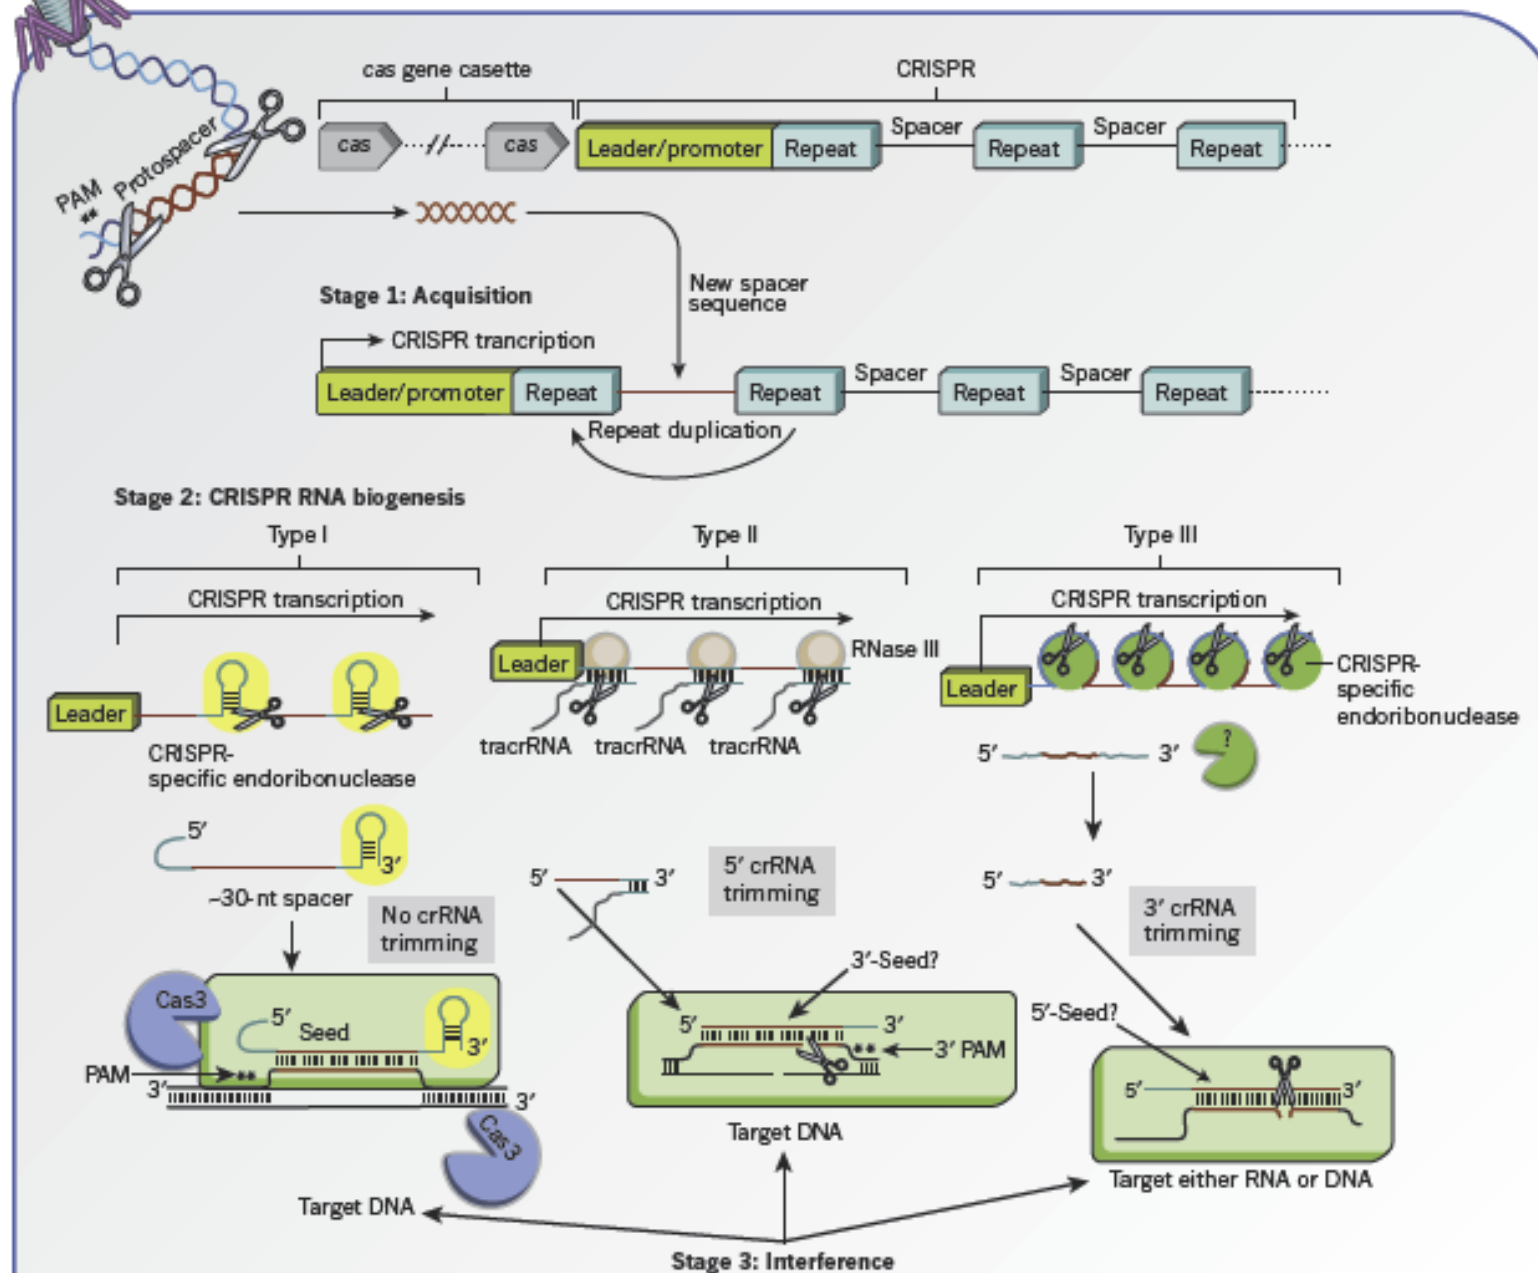 cas gene casette
CRISPR
PAM
**
Protospacer
cas
cas
Leader/promoter
Repeat
Spacer
Repeat
Spacer
Repeat
New spacer
sequence
Stage 1: Acquisition
CRISPR trancription
Leader/promoter
Repeat
Repeat
Spacer
Repeat
Spacer
Repeat
Repeat duplication
Stage 2: CRISPR RNA biogenesis
Type I
CRISPR transcription
Leader
CRISPR-
specific endoribonuclease
5′
3′
~30-nt spacer
No crRNA
trimming
Cas3
5′
Seed
3′
PAM
**
3′
3′
Cas3
Target DNA
Type II
CRISPR transcription
Leader
RNase III
tracrRNA
tracrRNA
tracrRNA
5′
3′
5′ crRNA
trimming
3′-Seed?
5′
3′
**
3′ PAM
Target DNA
Type III
CRISPR transcription
Leader
CRISPR-
specific
endoribonuclease
5′
3′
?
5′
3′
3′ crRNA
trimming
5′-Seed?
5′
3′
Target either RNA or DNA
Stage 3: Interference